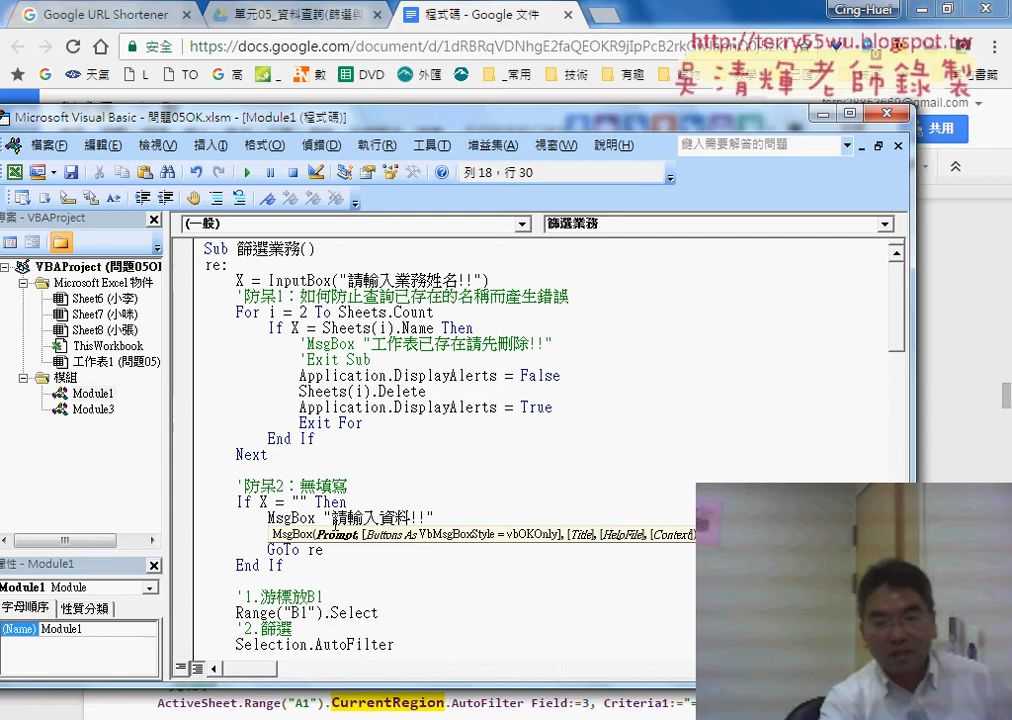 Google URL Shortener
單元05_資料查詢(篩選與
程式碼 - Google 文件
Cing-Huei
安全
https://docs.google.com/document/d/1dRBRqVDNhgE2faQEOKR9jIpPcB2rk
http://terry55wu.blogspot.tw
吳清輝老師錄製
天氣
L
TO
高
數
DVD
外匯
_常用
技術
有趣
共用
Microsoft Visual Basic - 問題05OK.xlsm - [Module1 (程式碼)]
檔案(F) 編輯(E) 檢視(V) 插入(I) 格式(O) 偵錯(D) 執行(R) 工具(T) 增益集(A) 視窗(W) 說明(H)
鍵入需要解答的問題
列 18，行 30
專案 - VBAProject
VBAProject (問題05O
Microsoft Excel 物件
Sheet6 (小李)
Sheet7 (小咪)
Sheet8 (小張)
ThisWorkbook
工作表1 (問題05)
模組
Module1
Module3
屬性 - Module1
Module1 Module
字母順序 性質分類
(Name) Module1
(一般)
篩選業務
Sub 篩選業務()
re:
X = InputBox("請輸入業務姓名!!")
'防呆1：如何防止查詢已存在的名稱而產生錯誤
For i = 2 To Sheets.Count
If X = Sheets(i).Name Then
'MsgBox "工作表已存在請先刪除!!"
'Exit Sub
Application.DisplayAlerts = False
Sheets(i).Delete
Application.DisplayAlerts = True
Exit For
End If
Next
'防呆2：無填寫
If X = "" Then
MsgBox "請輸入資料!!"
MsgBox(Prompt, [Buttons As VbMsgBoxStyle = vbOKOnly], [Title], [HelpFile], [Context])
GoTo re
End If
'1.游標放B1
Range("B1").Select
'2.篩選
Selection.AutoFilter
ActiveSheet.Range("A1").CurrentRegion.AutoFilter Field:=3, Criteria1:="=